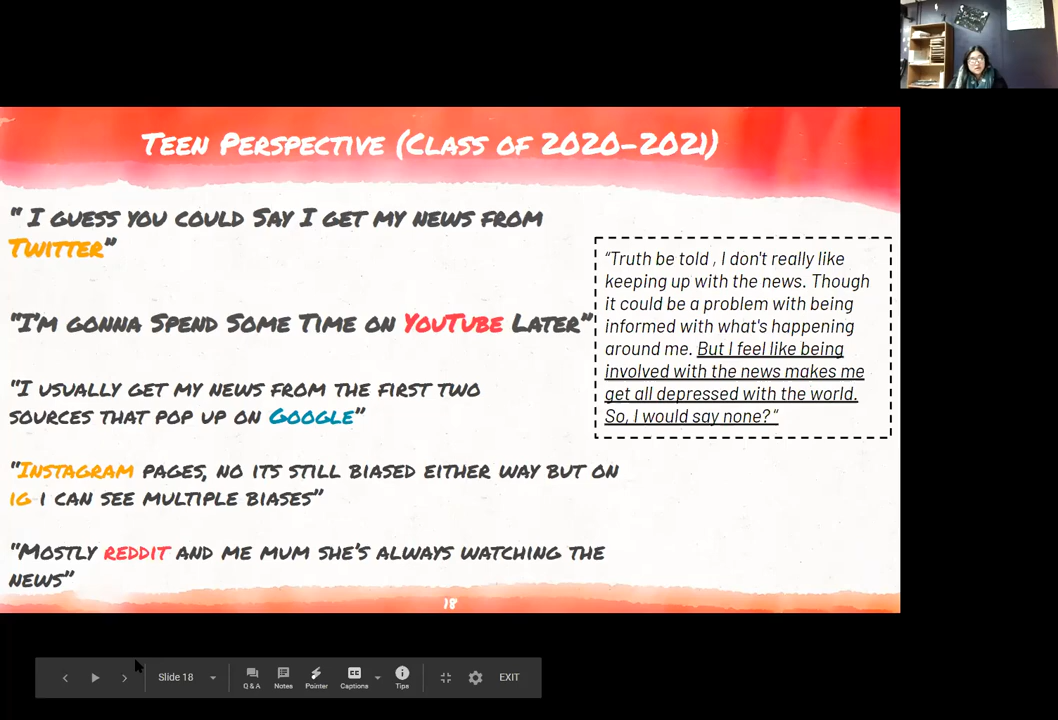 Teen Perspective (Class of 2020-2021)
" I guess you could Say I get my news from
Twitter"
"I'm gonna Spend Some Time on YouTube Later"
"I usually get my news from the first two
sources that pop up on Google"
"Instagram pages, no its still biased either way but on
IG i can see multiple biases"
"Mostly reddit and me mum she's always watching the
news"
"Truth be told , I don't really like
keeping up with the news. Though
it could be a problem with being
informed with what's happening
around me. But I feel like being
involved with the news makes me
get all depressed with the world.
So, I would say none?"
18
Slide 18
Q & A
Notes
Pointer
CC
Captions
Tips
EXIT